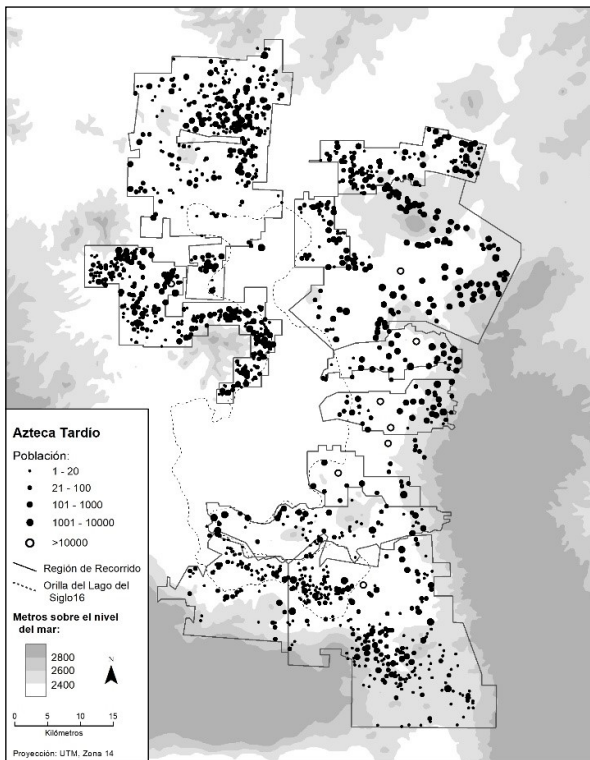 Azteca Tardío
Población:
1 - 20
21 - 100
101 - 1000
1001 - 10000
>10000
Región de Recorrido
Orilla del Lago del
Siglo16
Metros sobre el nivel
del mar:
2800
2600
2400
N
0 5 10 15
Kilómetros
Proyección: UTM, Zona 14